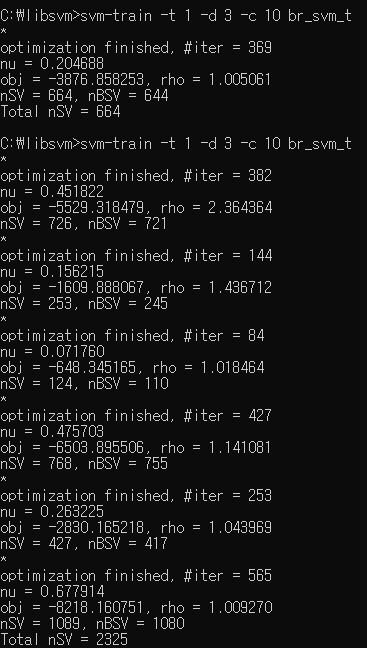 C:₩libsvm>svm-train -t 1 -d 3 -c 10 br_svm_t
*
optimization finished, #iter = 369
nu = 0.204688
obj = -3876.858253, rho = 1.005061
nSV = 664, nBSV = 644
Total nSV = 664
C:₩libsvm>svm-train -t 1 -d 3 -c 10 br_svm_t
*
optimization finished, #iter = 382
nu = 0.451822
obj = -5529.318479, rho = 2.364364
nSV = 726, nBSV = 721
*
optimization finished, #iter = 144
nu = 0.156215
obj = -1609.888067, rho = 1.436712
nSV = 253, nBSV = 245
*
optimization finished, #iter = 84
nu = 0.071760
obj = -648.345165, rho = 1.018464
nSV = 124, nBSV = 110
*
optimization finished, #iter = 427
nu = 0.475703
obj = -6503.895506, rho = 1.141081
nSV = 768, nBSV = 755
*
optimization finished, #iter = 253
nu = 0.263225
obj = -2830.165218, rho = 1.043969
nSV = 427, nBSV = 417
*
optimization finished, #iter = 565
nu = 0.677914
obj = -8218.160751, rho = 1.009270
nSV = 1089, nBSV = 1080
Total nSV = 2325